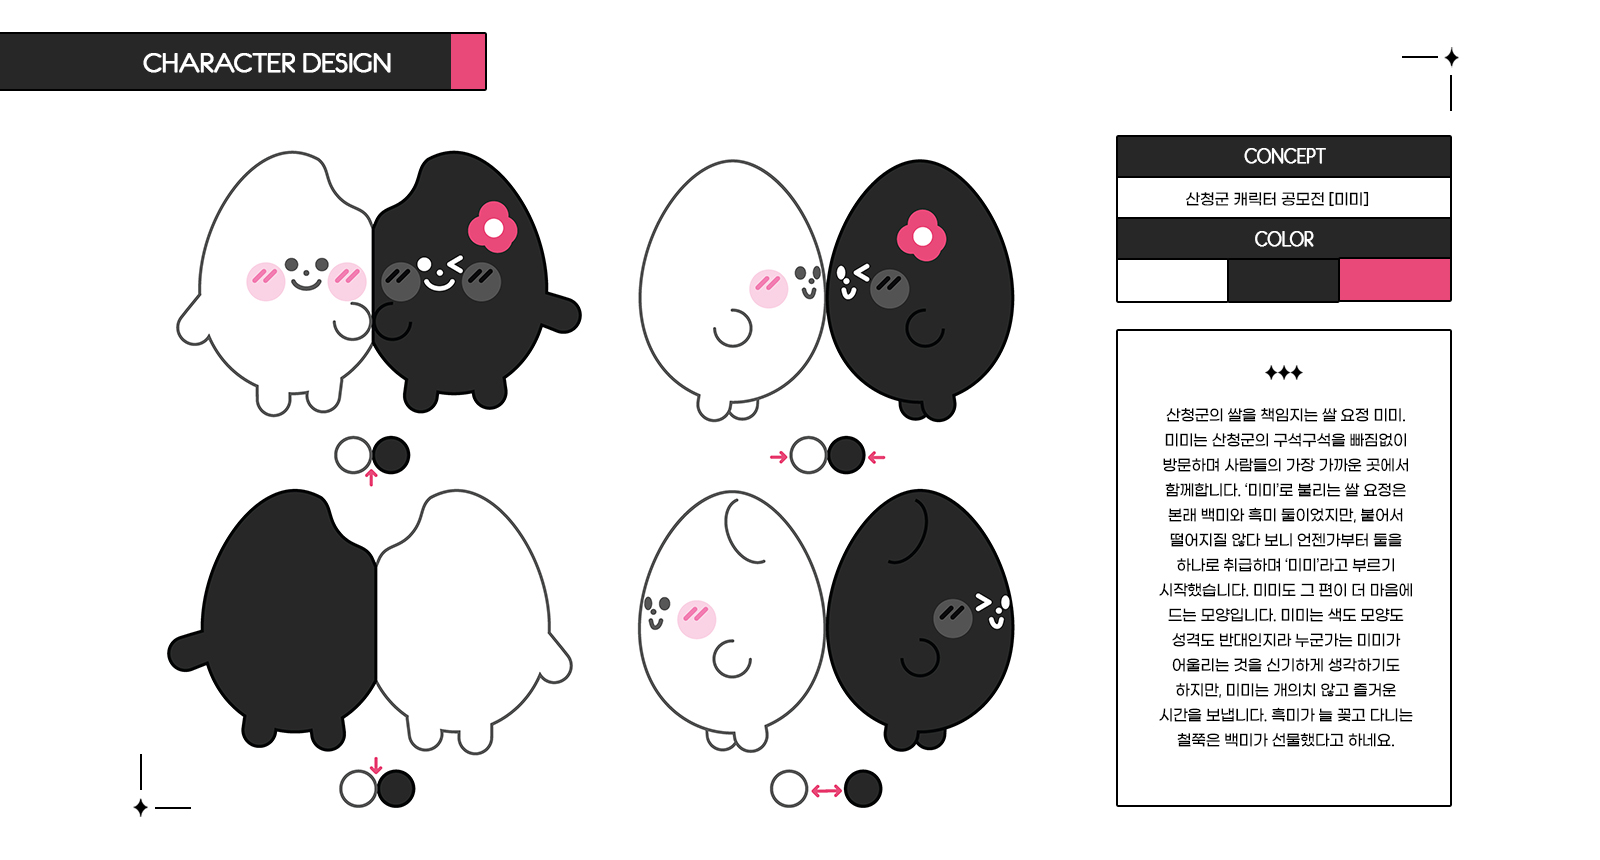 CHARACTER DESIGN
CONCEPT
산청군 캐릭터 공모전 [미미]
COLOR
산청군의 쌀을 책임지는 쌀 요정 미미.
미미는 산청군의 구석구석을 빠짐없이
방문하며 사람들의 가장 가까운 곳에서
함께합니다. ‘미미’로 불리는 쌀 요정은
본래 백미와 흑미 둘이었지만, 붙어서
떨어지질 않다 보니 언젠가부터 둘을
하나로 취급하며 ‘미미’라고 부르기
시작했습니다. 미미도 그 편이 더 마음에
드는 모양입니다. 미미는 색도 모양도
성격도 반대인지라 누군가는 미미가
어울리는 것을 신기하게 생각하기도
하지만, 미미는 개의치 않고 즐거운
시간을 보냅니다. 흑미가 늘 꽂고 다니는
철쭉은 백미가 선물했다고 하네요.